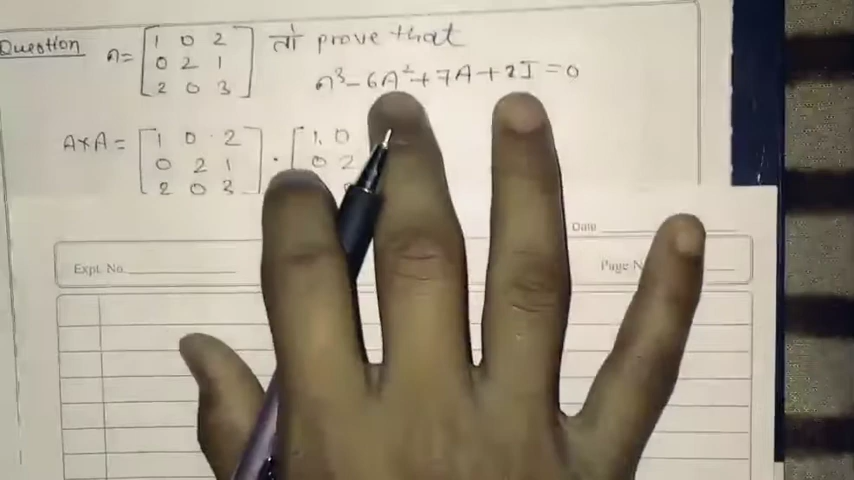 Question A = [1 0 2 तो prove that
0 2 1
2 0 3] A³ - 6A² + 7A + 2I = 0
A×A = [1 0 2 · [1 0
0 2 1 0 2
2 0 3]
Date
Expt. No. Page N